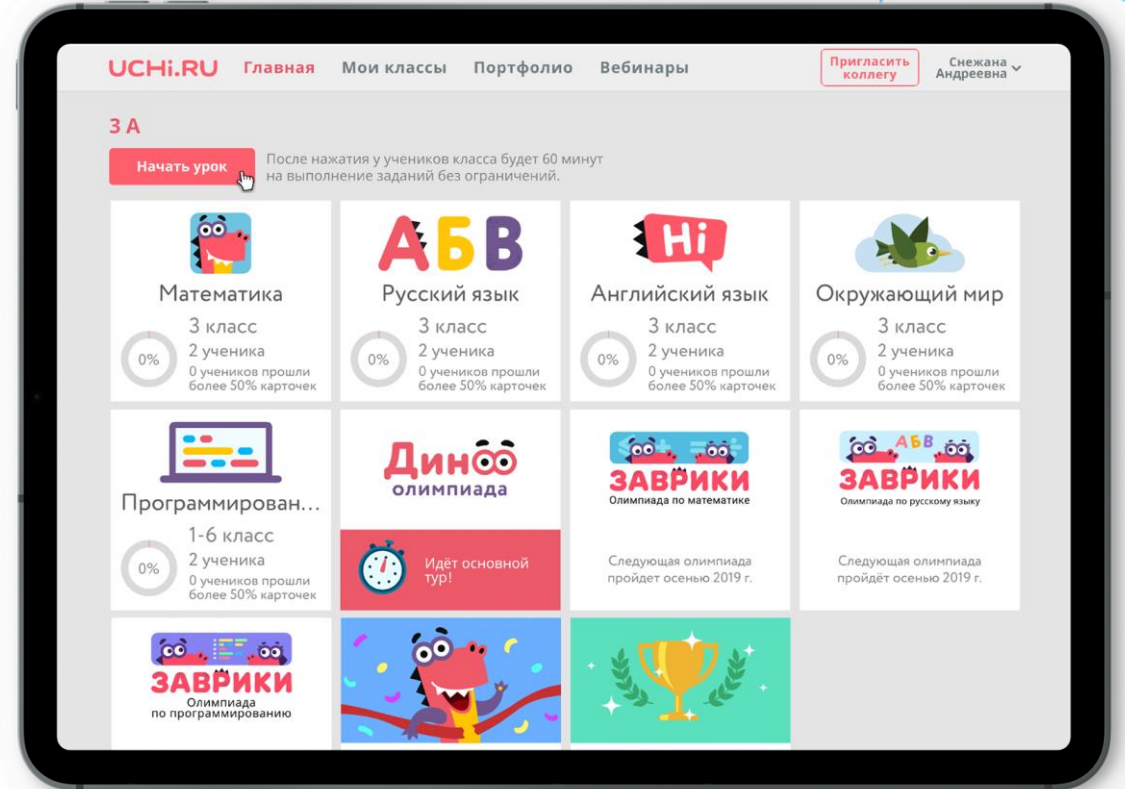 UCHi.RU Главная Мои классы Портфолио Вебинары
Пригласить
коллегу
Снежана
Андреевна
3 А
Начать урок
После нажатия у учеников класса будет 60 минут
на выполнение заданий без ограничений.
Математика
3 класс
0%
2 ученика
0 учеников прошли
более 50% карточек
АБВ
Русский язык
3 класс
0%
2 ученика
0 учеников прошли
более 50% карточек
Hi
Английский язык
3 класс
0%
2 ученика
0 учеников прошли
более 50% карточек
Окружающий мир
3 класс
0%
2 ученика
0 учеников прошли
более 50% карточек
Программирован...
1-6 класс
0%
2 ученика
0 учеников прошли
более 50% карточек
Дино
олимпиада
Идёт основной
тур!
ЗАВРИКИ
Олимпиада по математике
Следующая олимпиада
пройдет осенью 2019 г.
АБВ
ЗАВРИКИ
Олимпиада по русскому языку
Следующая олимпиада
пройдёт осенью 2019 г.
ЗАВРИКИ
Олимпиада
по программированию